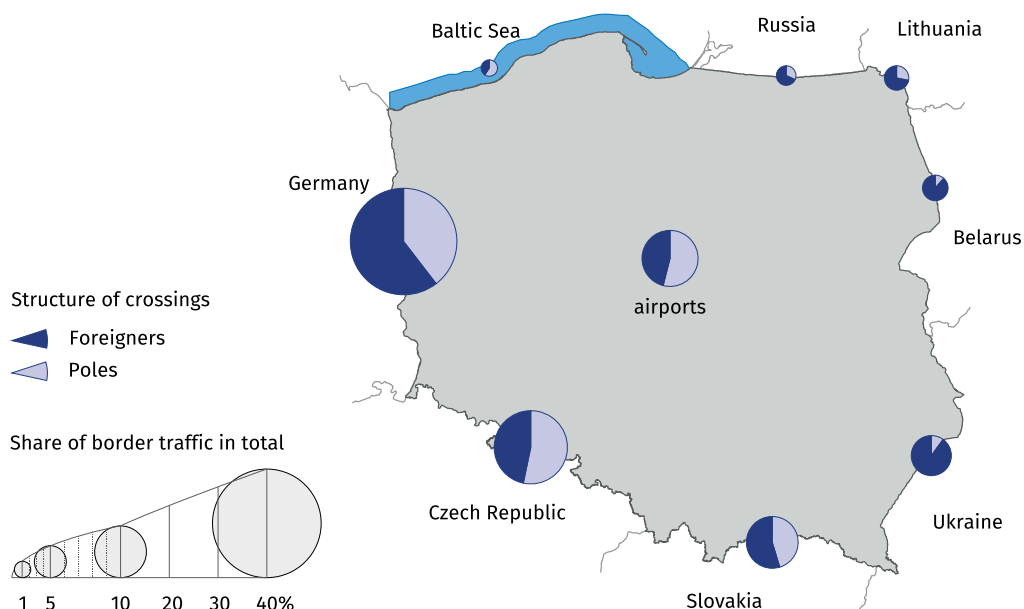 Baltic Sea
Russia
Lithuania
Germany
Belarus
airports
Structure of crossings
Foreigners
Poles
Share of border traffic in total
Czech Republic
Ukraine
Slovakia
1 5 10 20 30 40%